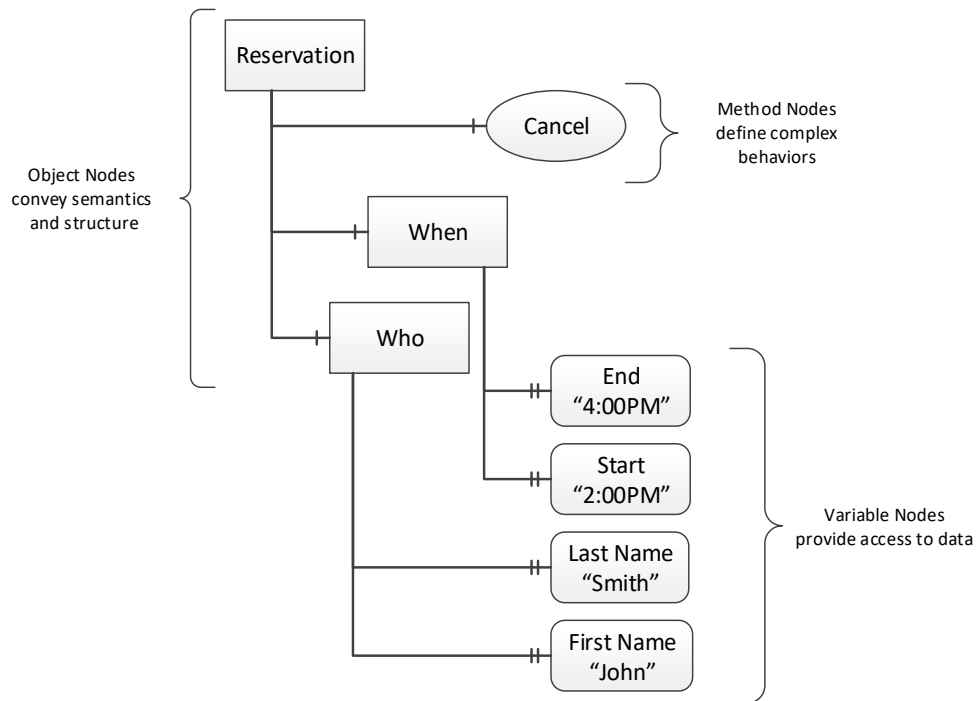 Reservation
Cancel
Method Nodes
define complex
behaviors
Object Nodes
convey semantics
and structure
When
Who
End
“4:00PM”
Start
“2:00PM”
Variable Nodes
provide access to data
Last Name
“Smith”
First Name
“John”